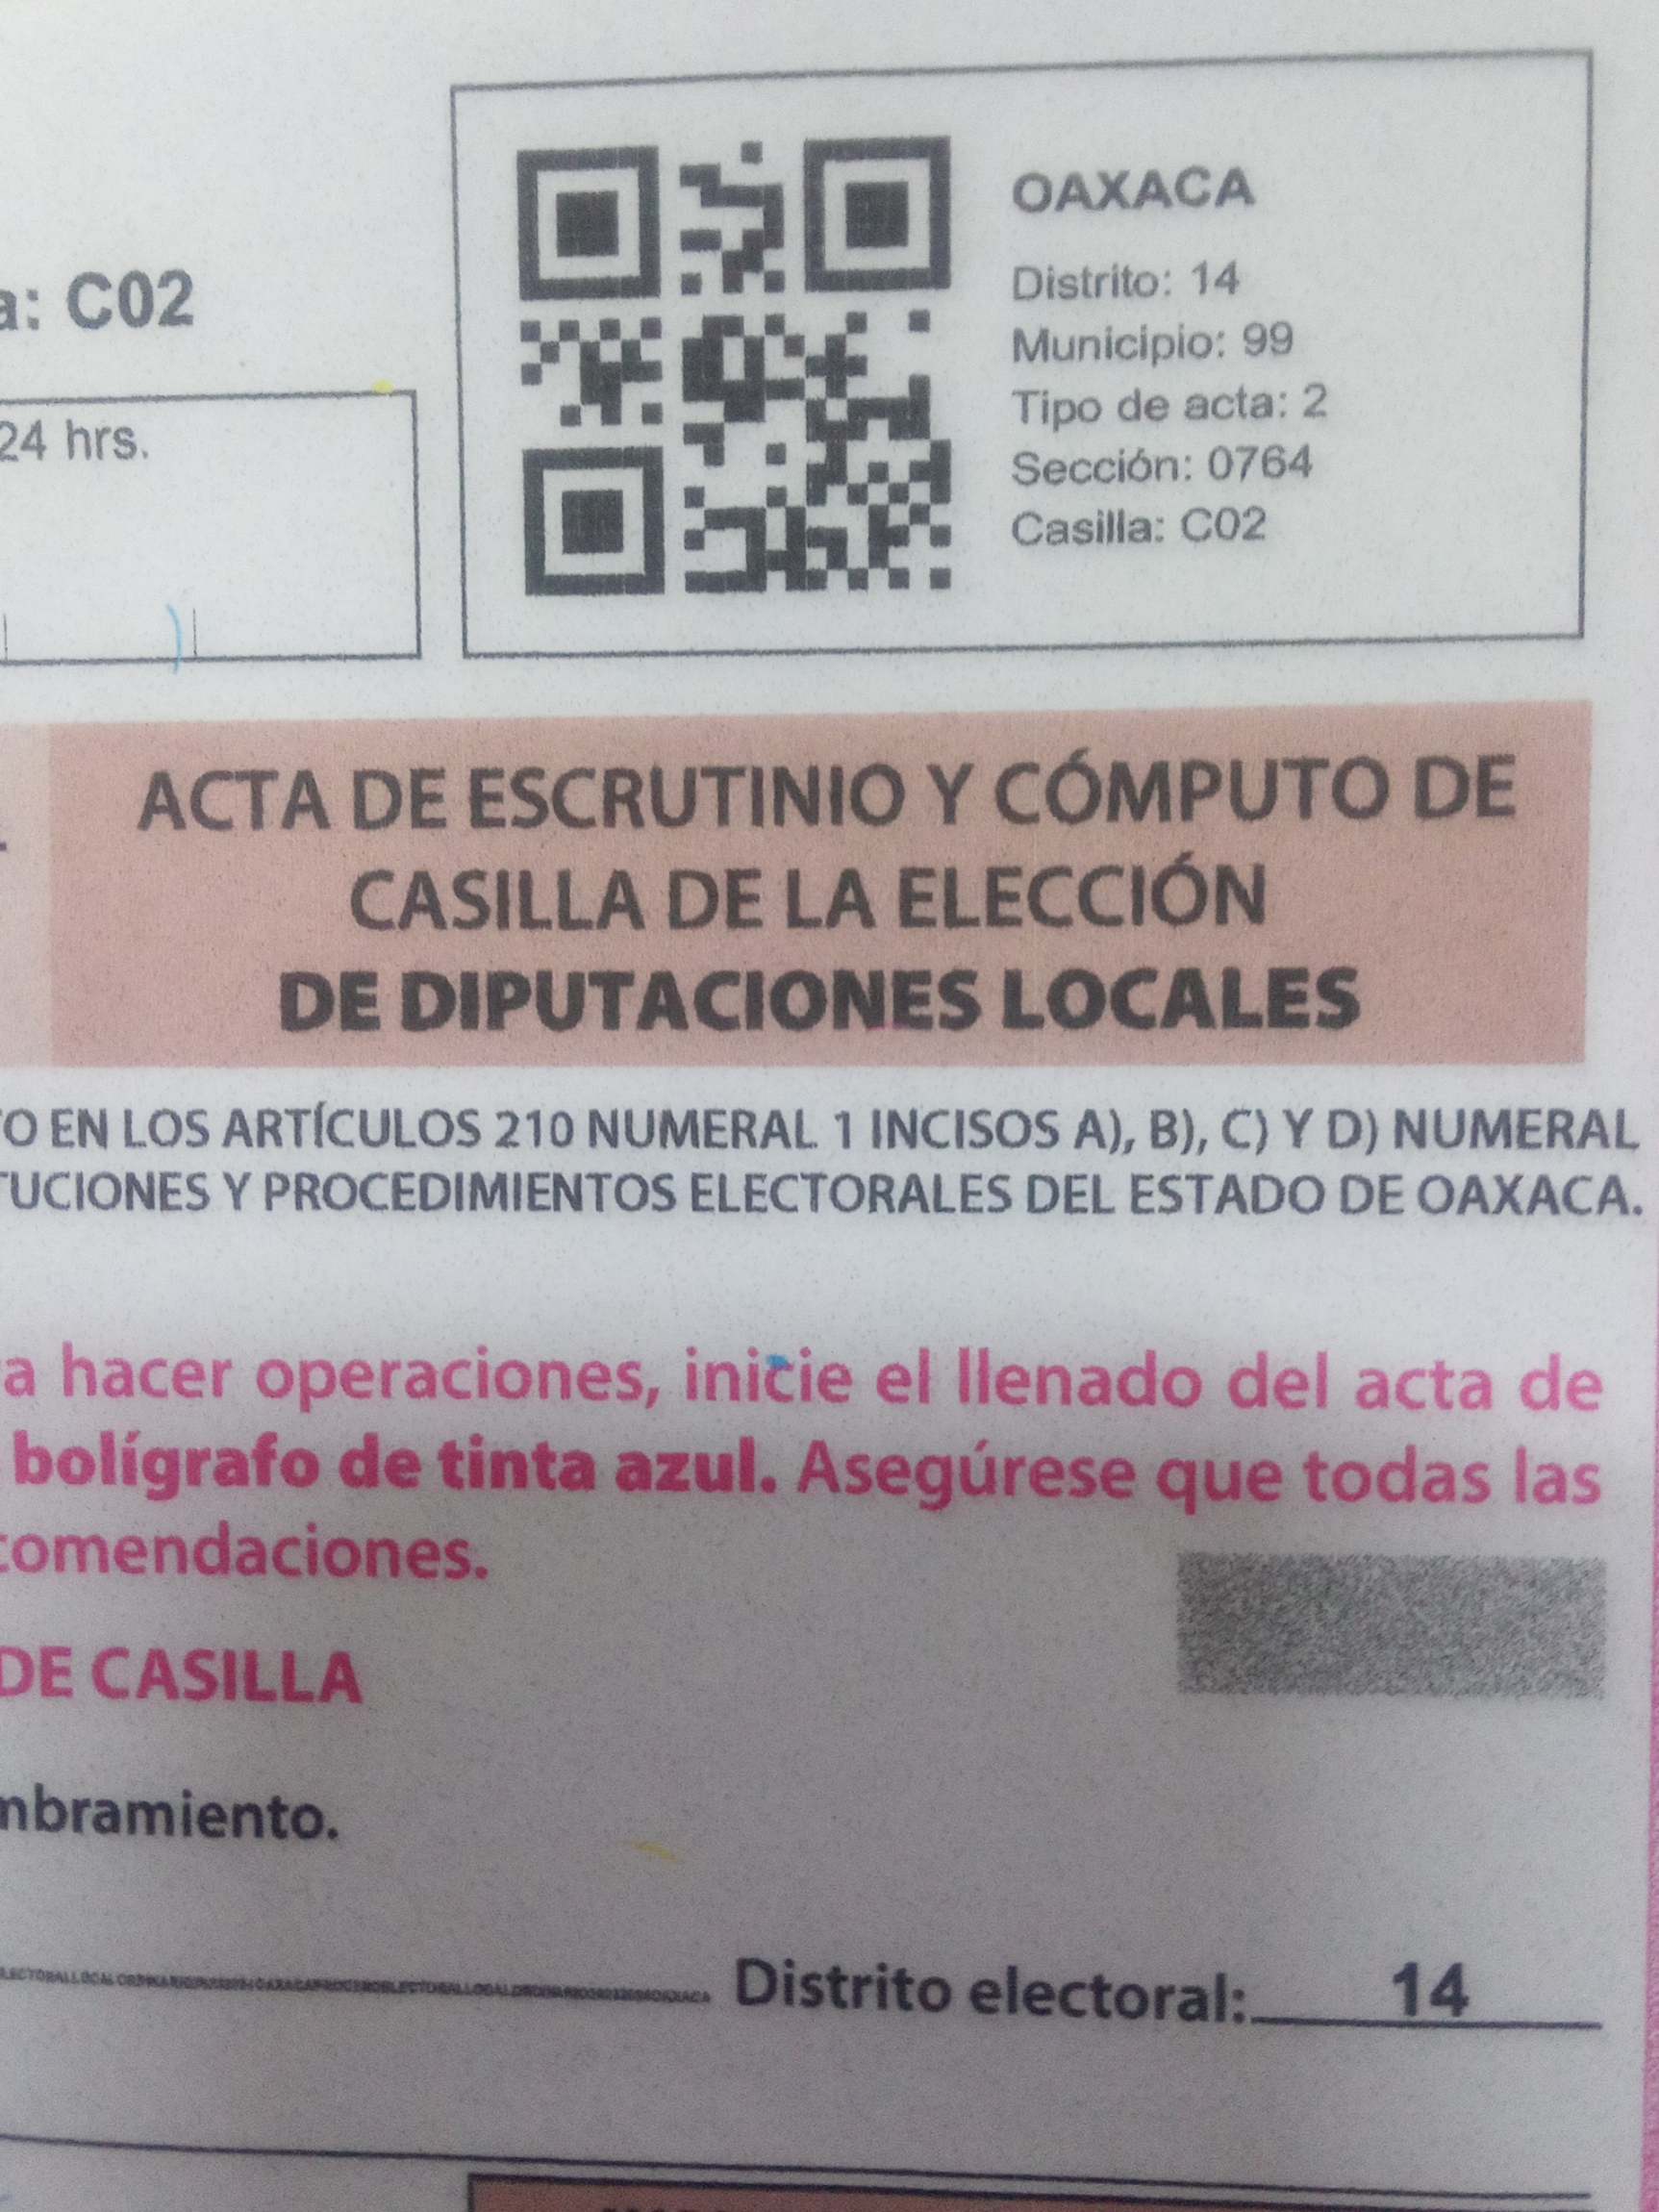 OAXACA
Distrito: 14
Municipio: 99
Tipo de acta: 2
Sección: 0764
Casilla: C02
a: C02
24 hrs.
ACTA DE ESCRUTINIO Y CÓMPUTO DE
CASILLA DE LA ELECCIÓN
DE DIPUTACIONES LOCALES
TO EN LOS ARTÍCULOS 210 NUMERAL 1 INCISOS A), B), C) Y D) NUMERAL
TUCIONES Y PROCEDIMIENTOS ELECTORALES DEL ESTADO DE OAXACA.
a hacer operaciones, inicie el llenado del acta de
bolígrafo de tinta azul. Asegúrese que todas las
comendaciones.
DE CASILLA
mbramiento.
Distrito electoral: 14